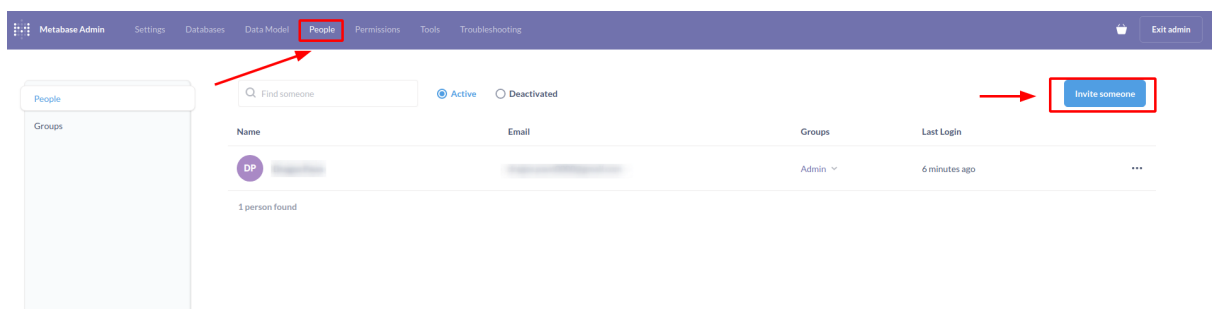 Metabase Admin Settings Databases Data Model People Permissions Tools Troubleshooting Exit admin
People
Groups
Find someone Active Deactivated Invite someone
Name Email Groups Last Login
DP Admin 6 minutes ago
1 person found